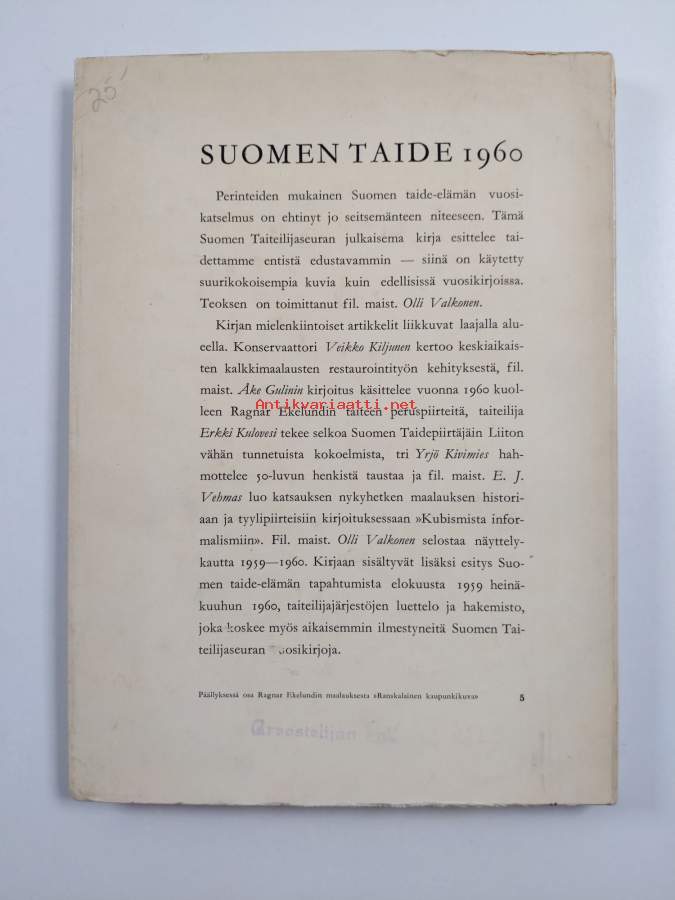 25'
SUOMEN TAIDE 1960
Perinteiden mukainen Suomen taide-elämän vuosi-
katselmus on ehtinyt jo seitsemänteen niteeseen. Tämä
Suomen Taiteilijaseuran julkaisema kirja esittelee tai-
dettamme entistä edustavammin — siinä on käytetty
suurikokoisempia kuvia kuin edellisissä vuosikirjoissa.
Teoksen on toimittanut fil. maist. Olli Valkonen.
Kirjan mielenkiintoiset artikkelit liikkuvat laajalla alu-
eella. Konservaattori Veikko Kiljunen kertoo keskiaikais-
ten kalkkimaalausten restaurointityön kehityksestä, fil.
maist. Åke Gulinin kirjoitus käsittelee vuonna 1960 kuol-
Antikvariaatti.net
leen Ragnar Ekelundin taiteen peruspiirteitä, taiteilija
Erkki Kulovesi tekee selkoa Suomen Taidepiirtäjäin Liiton
vähän tunnetuista kokoelmista, tri Yrjö Kivimies hah-
mottelee 50-luvun henkistä taustaa ja fil. maist. E. J.
Vehmas luo katsauksen nykyhetken maalauksen histori-
aan ja tyylipiirteisiin kirjoituksessaan »Kubismista infor-
malismiin». Fil. maist. Olli Valkonen selostaa näyttely-
kautta 1959—1960. Kirjaan sisältyvät lisäksi esitys Suo-
men taide-elämän tapahtumista elokuusta 1959 heinä-
kuuhun 1960, taiteilijajärjestöjen luettelo ja hakemisto,
joka koskee myös aikaisemmin ilmestyneitä Suomen Tai-
teilijaseuran vuosikirjoja.
Päällyksessä osa Ragnar Ekelundin maalauksesta »Ranskalainen kaupunkikuva» 5